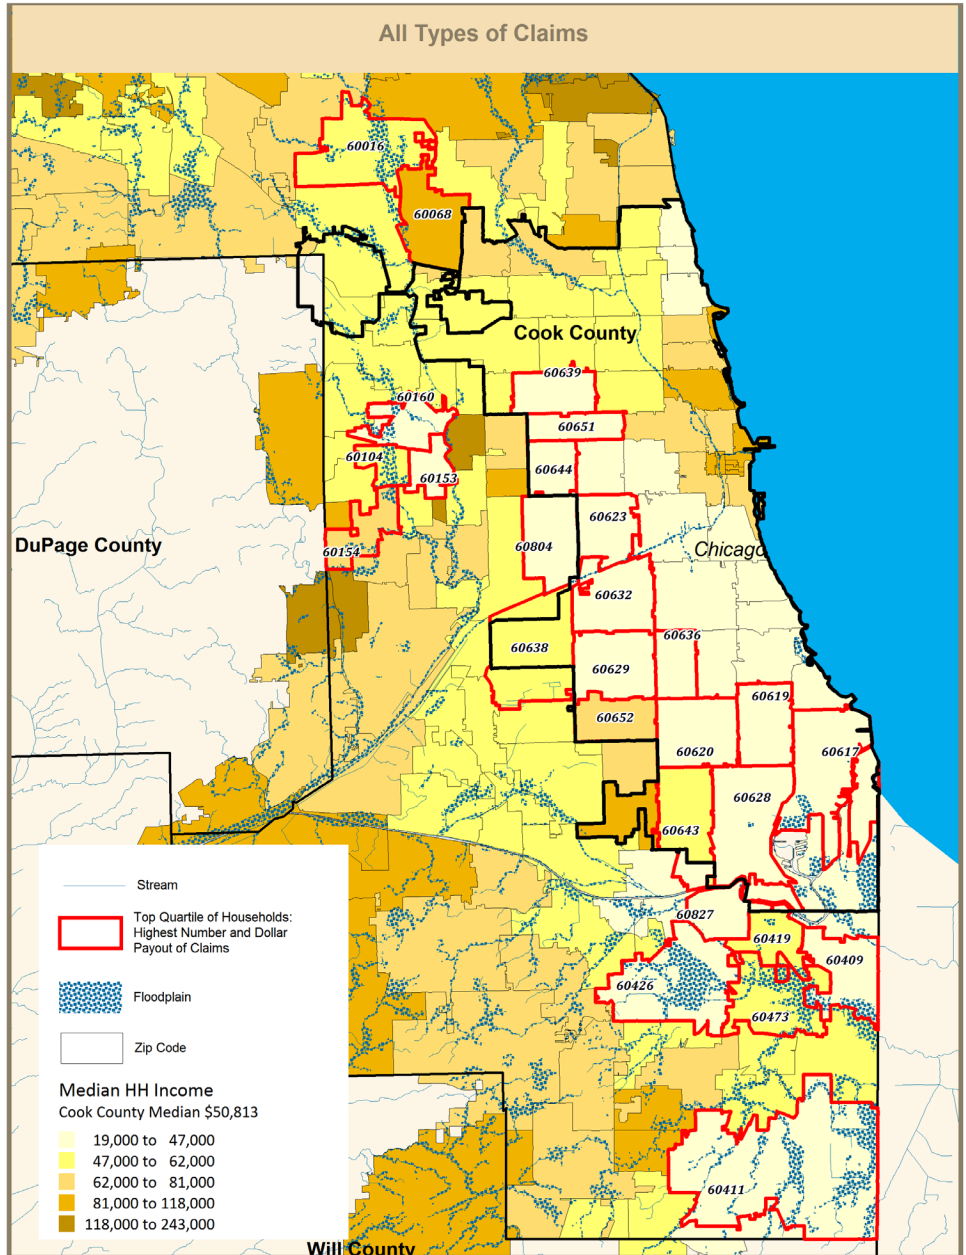 All Types of Claims
60016
60068
Cook County
60639
60160
60651
60104
60644
60153
60623
DuPage County
60804
Chicago
60154
60632
60636
60638
60629
60619
60652
60620
60617
60628
60643
60827
60419
60409
60426
60473
60411
Stream
Top Quartile of Households:
Highest Number and Dollar
Payout of Claims
Floodplain
Zip Code
Median HH Income
Cook County Median $50,813
19,000 to 47,000
47,000 to 62,000
62,000 to 81,000
81,000 to 118,000
118,000 to 243,000
Will County